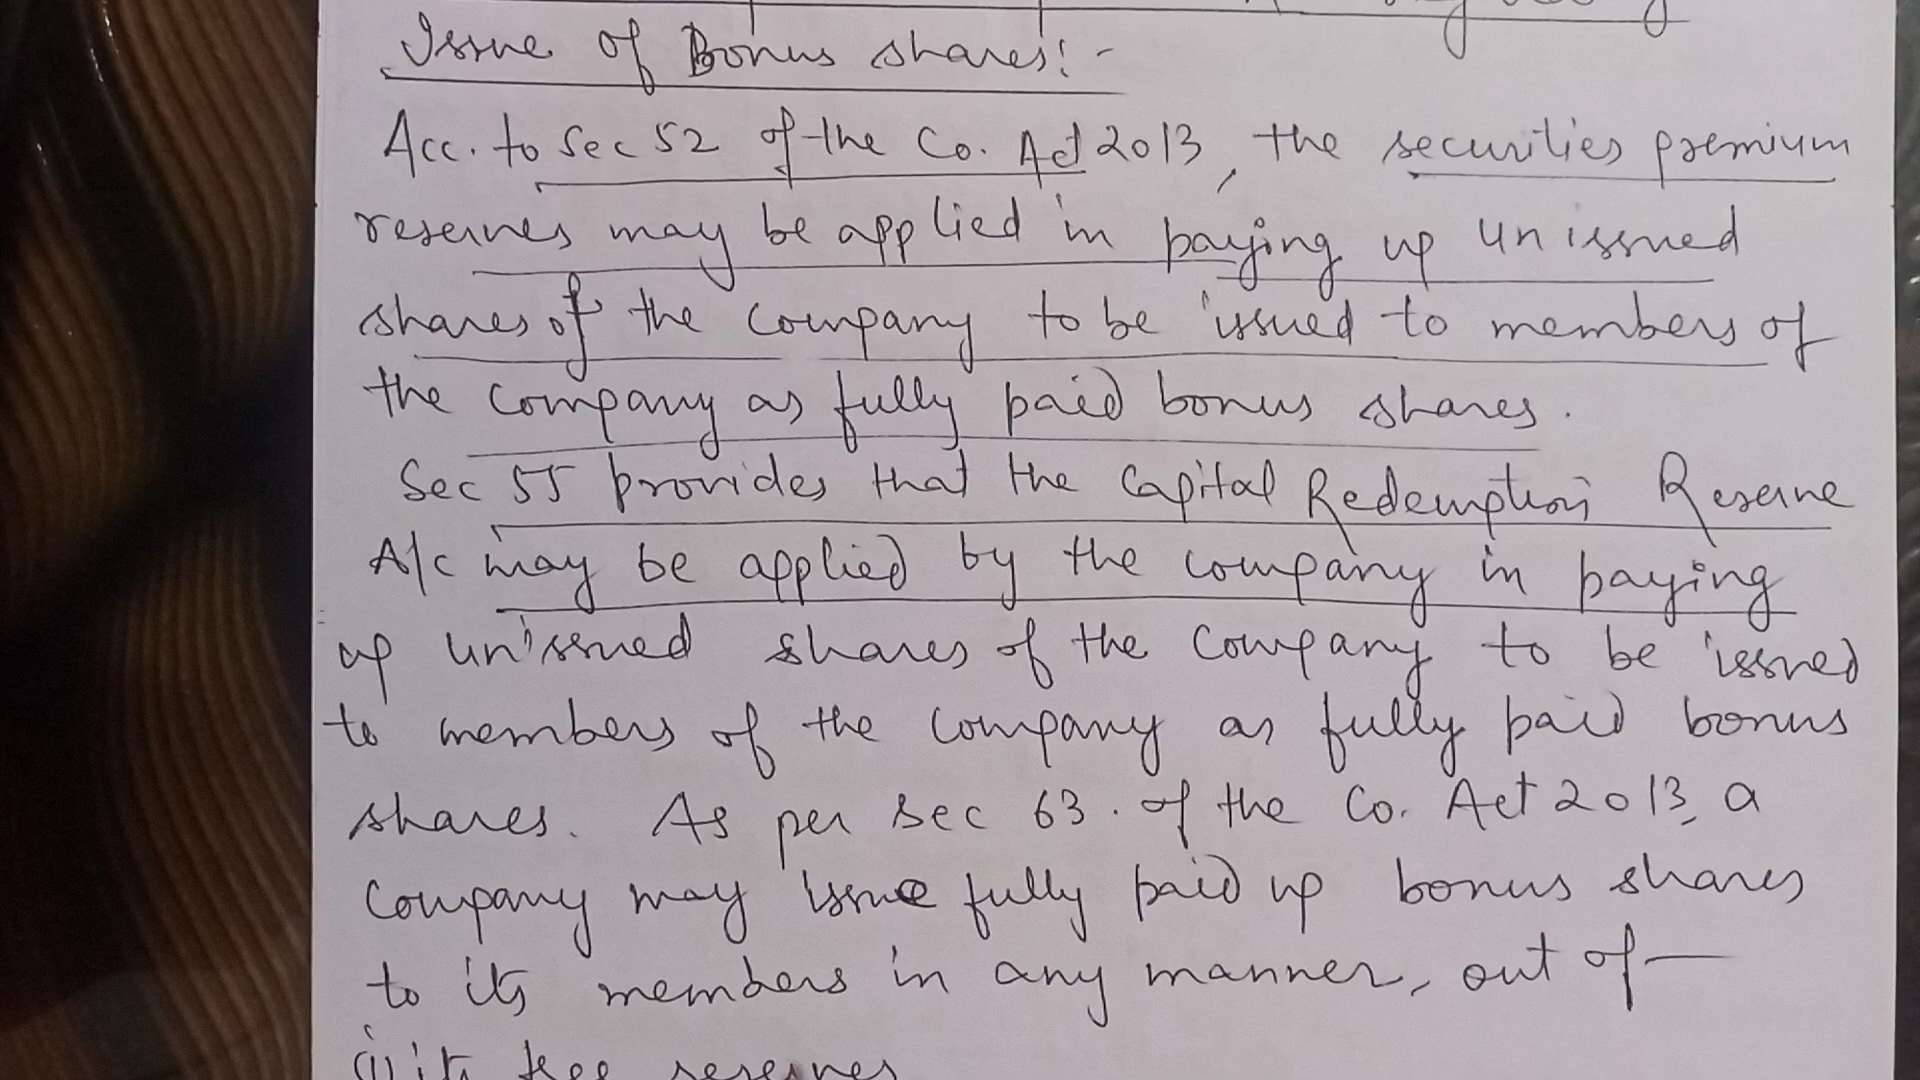 Issue of Bonus shares:-
Acc. to Sec 52 of the Co. Act 2013, the securities premium
reserves may be applied in paying up unissued
shares of the company to be issued to members of
the company as fully paid bonus shares.
Sec 55 provides that the Capital Redemption Reserve
A/c may be applied by the company in paying
up unissued shares of the company to be issued
to members of the company as fully paid bonus
shares. As per Sec 63. of the Co. Act 2013, a
Company may issue fully paid up bonus shares
to its members in any manner, out of —
(i) its free reserves